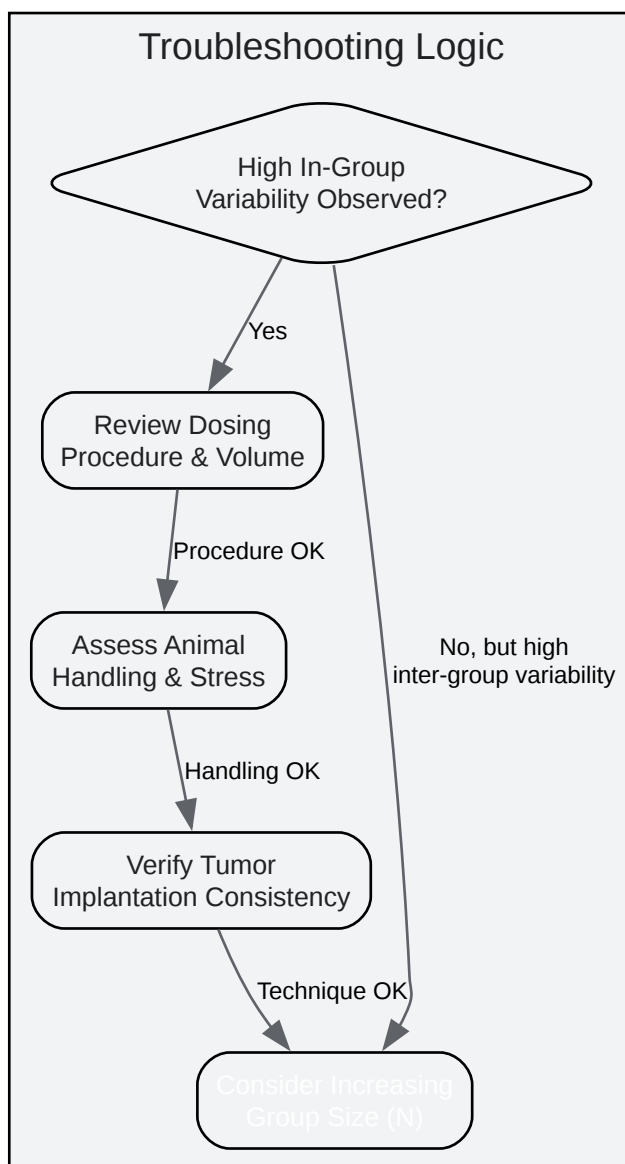 Troubleshooting Logic
High In-Group
Variability Observed?
Yes
Review Dosing
Procedure & Volume
Procedure OK
Assess Animal
Handling & Stress
No, but high
inter-group variability
Handling OK
Verify Tumor
Implantation Consistency
Technique OK
Consider Increasing
Group Size (N)